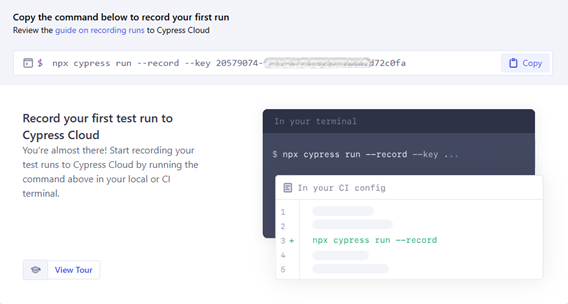 Copy the command below to record your first run
Review the guide on recording runs to Cypress Cloud
$ npx cypress run --record --key 20579074- d72c0fa
Copy
Record your first test run to
Cypress Cloud
You're almost there! Start recording your
test runs to Cypress Cloud by running the
command above in your local or CI
terminal.
View Tour
In your terminal
$ npx cypress run --record --key ...
In your CI config
1
2
3 + npx cypress run --record
4
5